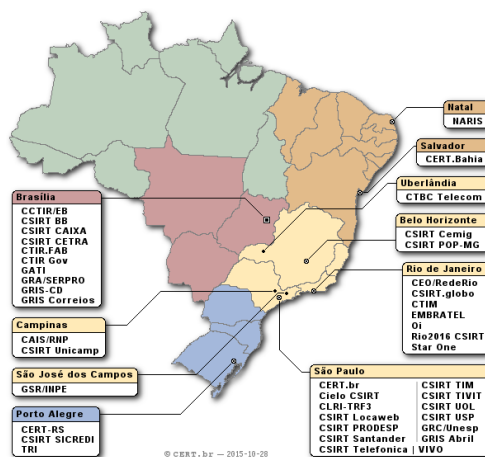 Natal
NARIS
Salvador
CERT.Bahia
Uberlândia
CTBC Telecom
Belo Horizonte
CSIRT Cemig
CSIRT POP-MG
Rio de Janeiro
CEO/RedeRio
CSIRT.globo
CTIM
EMBRATEL
Oi
Rio2016 CSIRT
Star One
Brasília
CCTIR/EB
CSIRT BB
CSIRT CAIXA
CSIRT CETRA
CTIR.FAB
CTIR Gov
GATI
GRA/SERPRO
GRIS-CD
GRIS Correios
Campinas
CAIS/RNP
CSIRT Unicamp
São José dos Campos
GSR/INPE
Porto Alegre
CERT-RS
CSIRT SICREDI
TRI
São Paulo
CERT.br
Cielo CSIRT
CLRI-TRF3
CSIRT Locaweb
CSIRT PRODESP
CSIRT Santander
CSIRT Telefonica | VIVO
CSIRT TIM
CSIRT TIVIT
CSIRT UOL
CSIRT USP
GRC/Unesp
GRIS Abril
© CERT.br — 2015-10-28